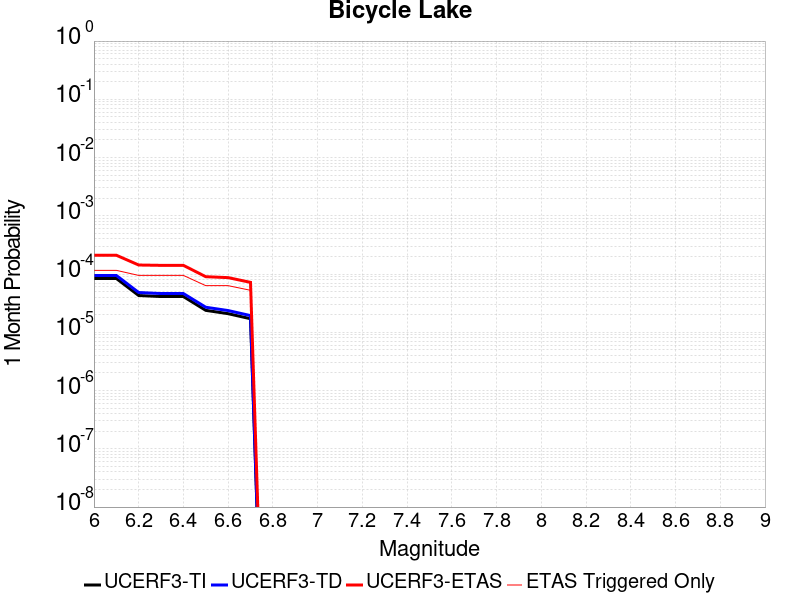 Bicycle Lake
10^0
10^-1
10^-2
10^-3
10^-4
10^-5
10^-6
10^-7
10^-8
1 Month Probability
6 6.2 6.4 6.6 6.8 7 7.2 7.4 7.6 7.8 8 8.2 8.4 8.6 8.8 9
Magnitude
UCERF3-TI UCERF3-TD UCERF3-ETAS ETAS Triggered Only